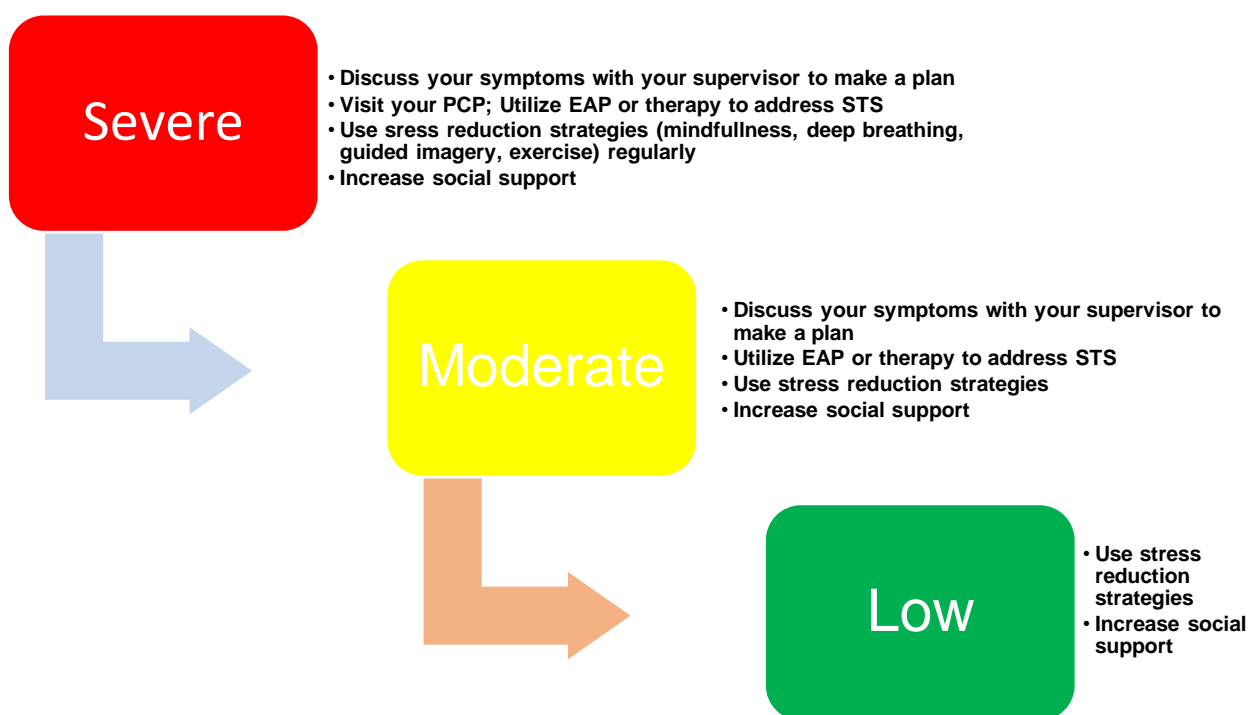 Severe
• Discuss your symptoms with your supervisor to make a plan
• Visit your PCP; Utilize EAP or therapy to address STS
• Use sress reduction strategies (mindfullness, deep breathing,
guided imagery, exercise) regularly
• Increase social support
Moderate
• Discuss your symptoms with your supervisor to
make a plan
• Utilize EAP or therapy to address STS
• Use stress reduction strategies
• Increase social support
Low
• Use stress
reduction
strategies
• Increase social
support